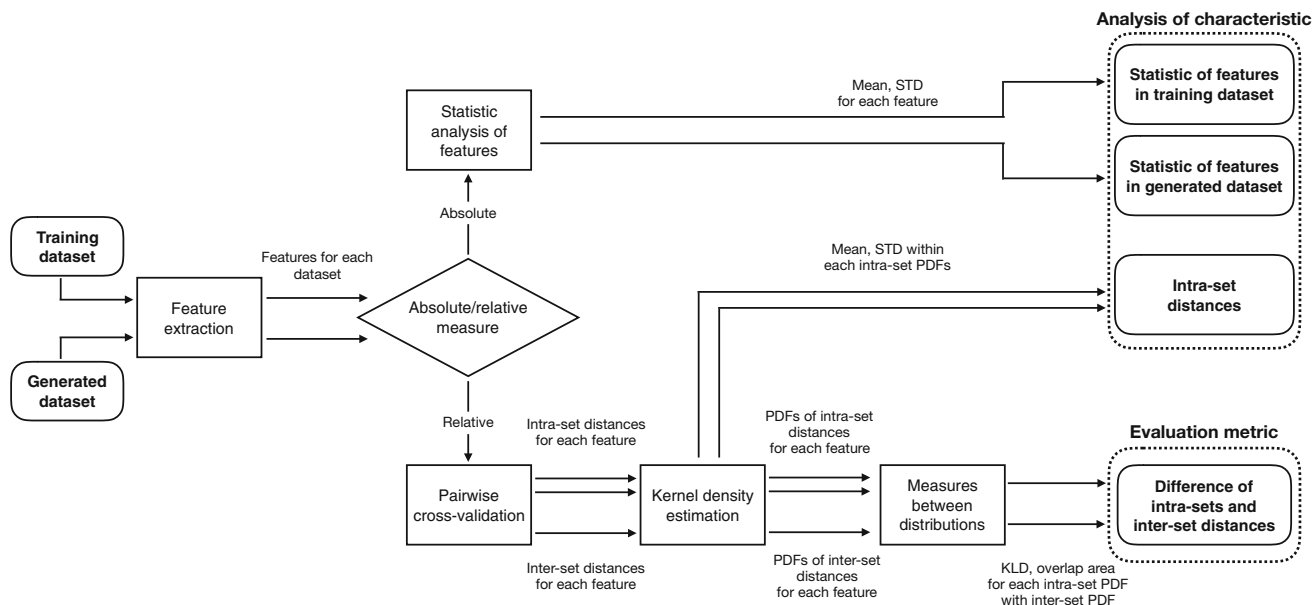 Analysis of characteristic
Statistic of features
in training dataset
Mean, STD
for each feature
Statistic
analysis of
features
Statistic of features
in generated dataset
Absolute
Training
dataset
Features for each
dataset
Mean, STD within
each intra-set PDFs
Feature
extraction
Absolute/relative
measure
Intra-set
distances
Generated
dataset
Relative
Intra-set distances
for each feature
PDFs of intra-set
distances
for each feature
Evaluation metric
Pairwise
cross-validation
Kernel density
estimation
Measures
between
distributions
Difference of
intra-sets and
inter-set distances
Inter-set distances
for each feature
PDFs of inter-set
distances
for each feature
KLD, overlap area
for each intra-set PDF
with inter-set PDF